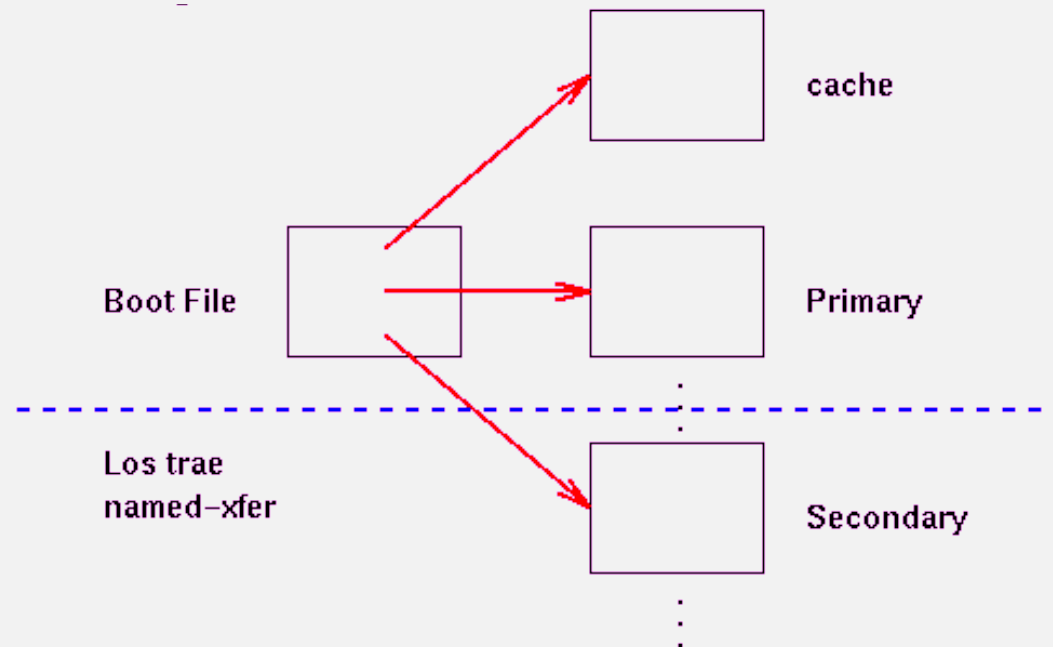 cache
Boot File
Primary
Los trae
named-xfer
Secondary